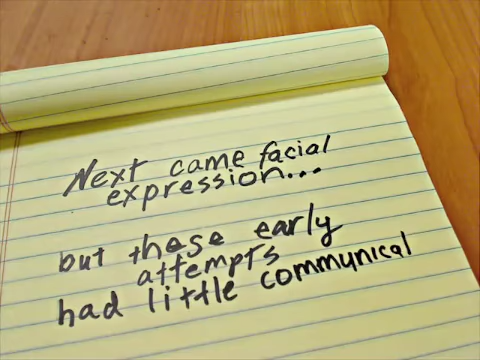 Next came facial
expression...
but these early
attempts
had little communical